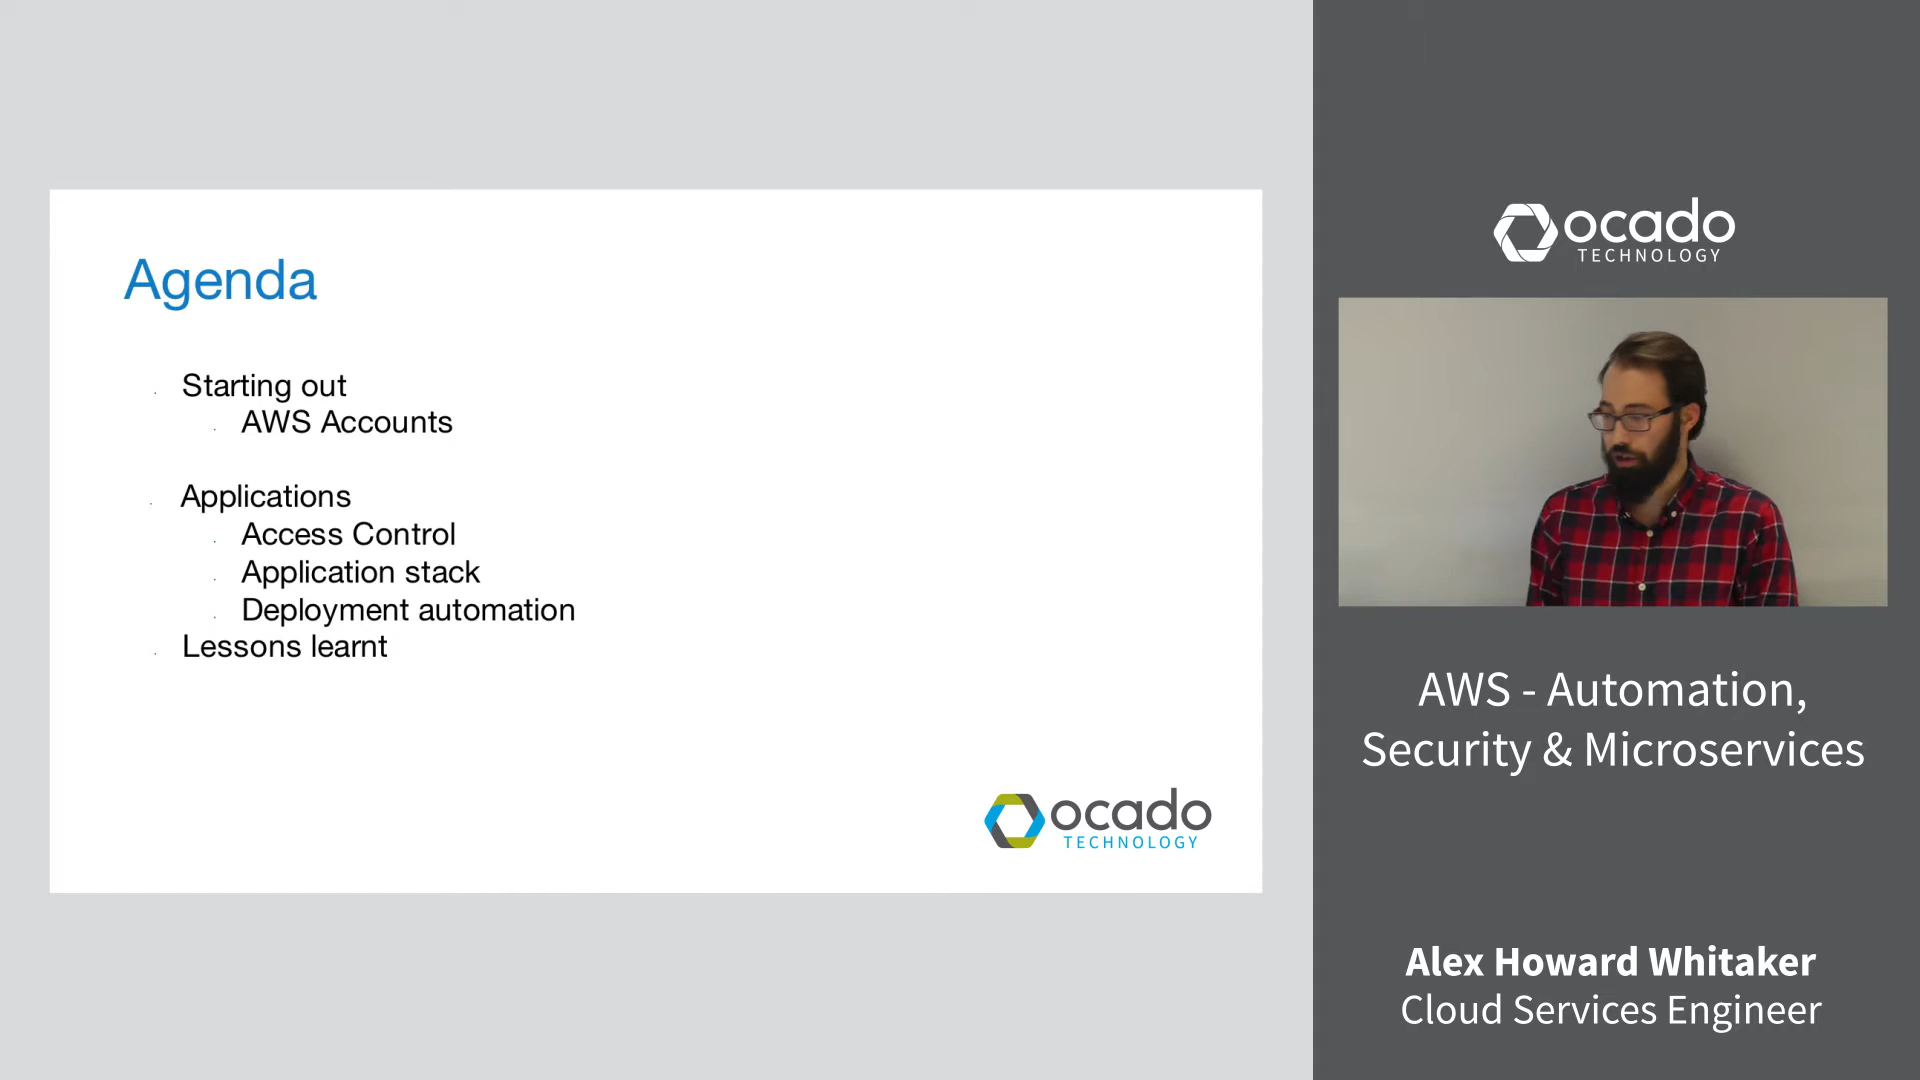 Agenda
Starting out
AWS Accounts
Applications
Access Control
Application stack
Deployment automation
Lessons learnt
ocado
TECHNOLOGY
ocado
TECHNOLOGY
AWS - Automation,
Security & Microservices
Alex Howard Whitaker
Cloud Services Engineer